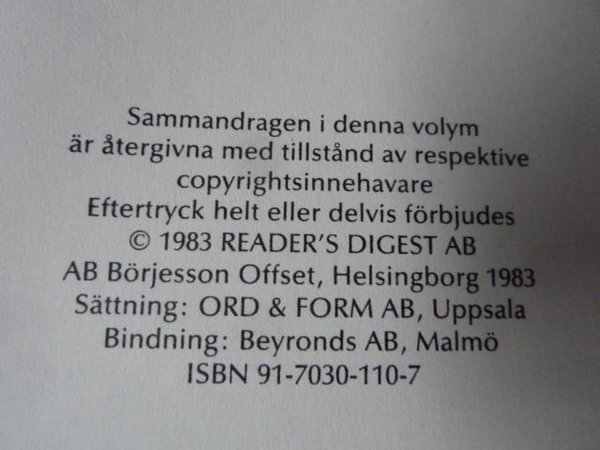 Sammandragen i denna volym
är återgivna med tillstånd av respektive
copyrightsinnehavare
Eftertryck helt eller delvis förbjudes
© 1983 READER'S DIGEST AB
AB Börjesson Offset, Helsingborg 1983
Sättning: ORD & FORM AB, Uppsala
Bindning: Beyronds AB, Malmö
ISBN 91-7030-110-7